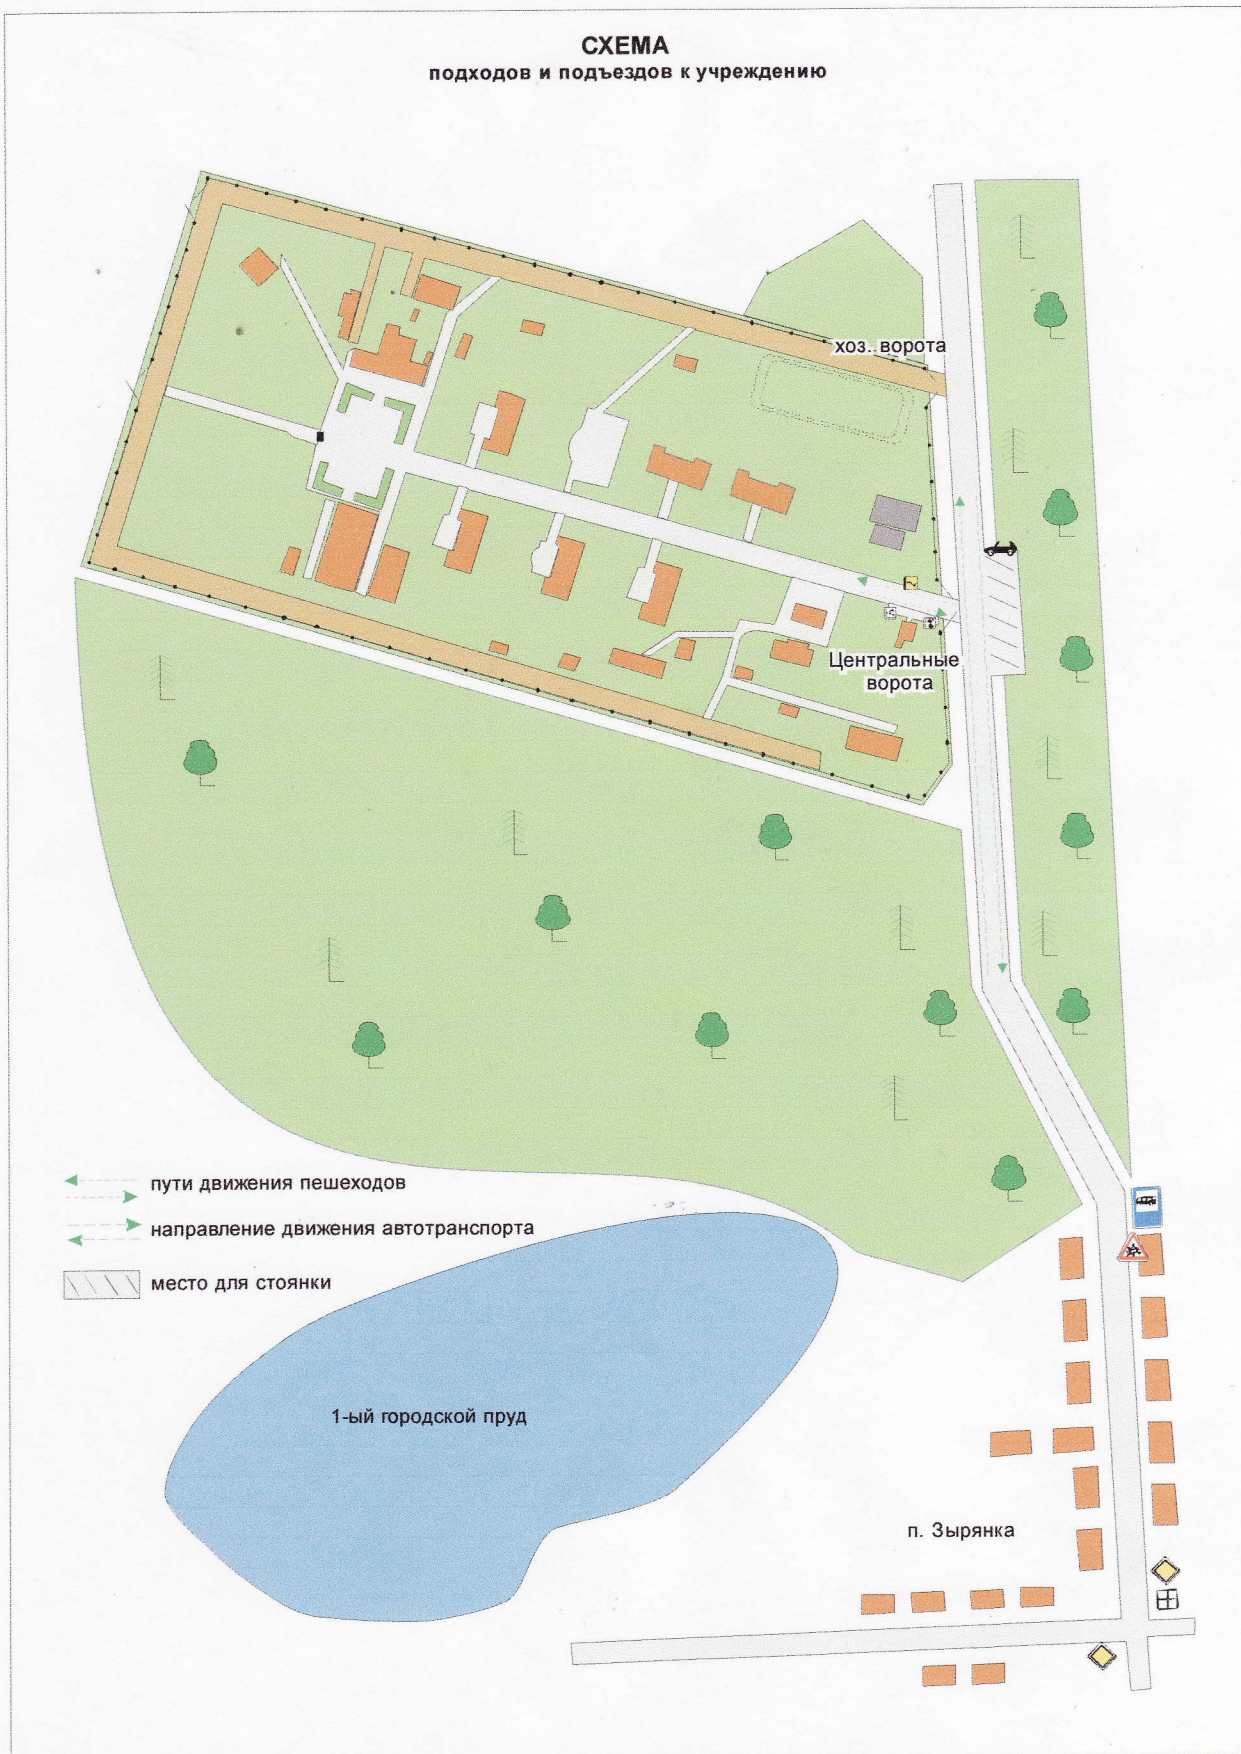 СХЕМА
подходов и подъездов к учреждению
хоз. ворота
Центральные
ворота
пути движения пешеходов
направление движения автотранспорта
место для стоянки
1-ый городской пруд
п. Зырянка